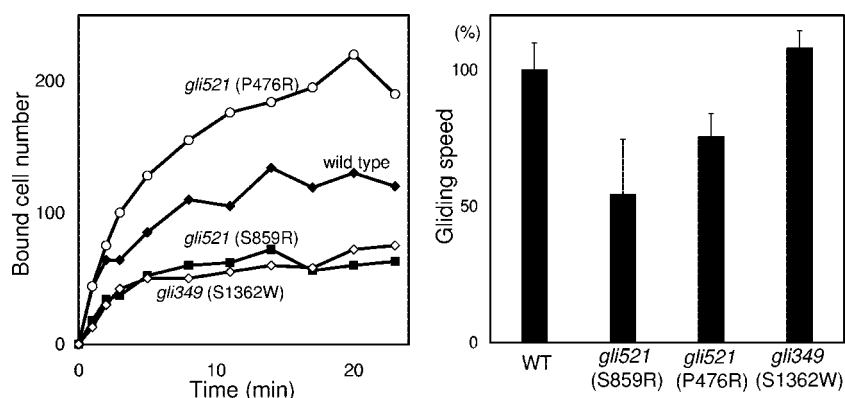 200
100
0
0
10
20
Bound cell number
Time (min)
gli521 (P476R)
wild type
gli521 (S859R)
gli349 (S1362W)
(%)
100
50
0
Gliding speed
WT
gli521
(S859R)
gli521
(P476R)
gli349
(S1362W)